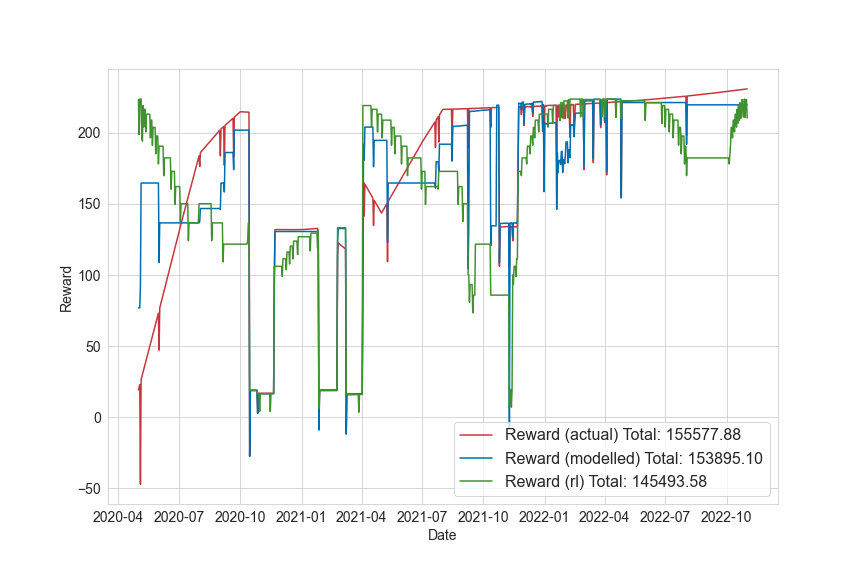 200
150
100
50
0
−50
Reward
2020-04 2020-07 2020-10 2021-01 2021-04 2021-07 2021-10 2022-01 2022-04 2022-07 2022-10
Date
Reward (actual) Total: 155577.88
Reward (modelled) Total: 153895.10
Reward (rl) Total: 145493.58